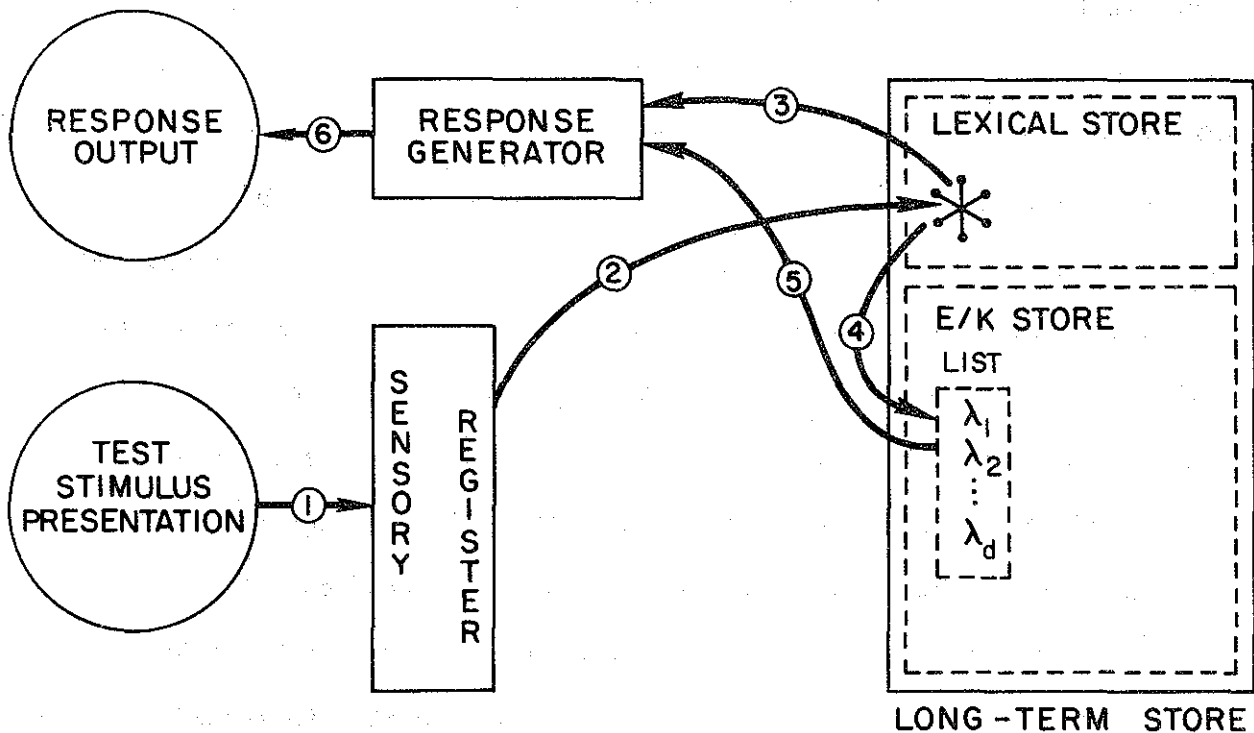 RESPONSE
OUTPUT
6
RESPONSE
GENERATOR
3
LEXICAL STORE
2
5
4
E/K STORE
LIST
λ₁
λ₂
⋮
λ_d
TEST
STIMULUS
PRESENTATION
1
SENSORY
REGISTER
LONG-TERM STORE